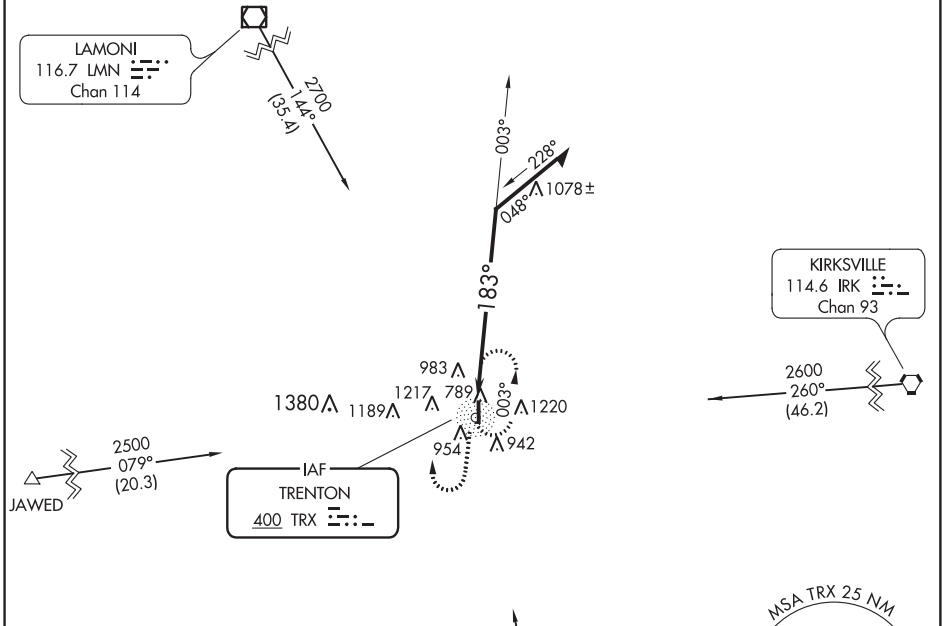 LAMONI
116.7 LMN
Chan 114
2700
144°
(35.4)
003°
228°
048°
1078±
183°
KIRKSVILLE
114.6 IRK
Chan 93
2600
260°
(46.2)
983
1217
789
1380
1189
003°
1220
954
942
2500
079°
(20.3)
JAWED
IAF
TRENTON
400 TRX
MSA TRX 25 NM